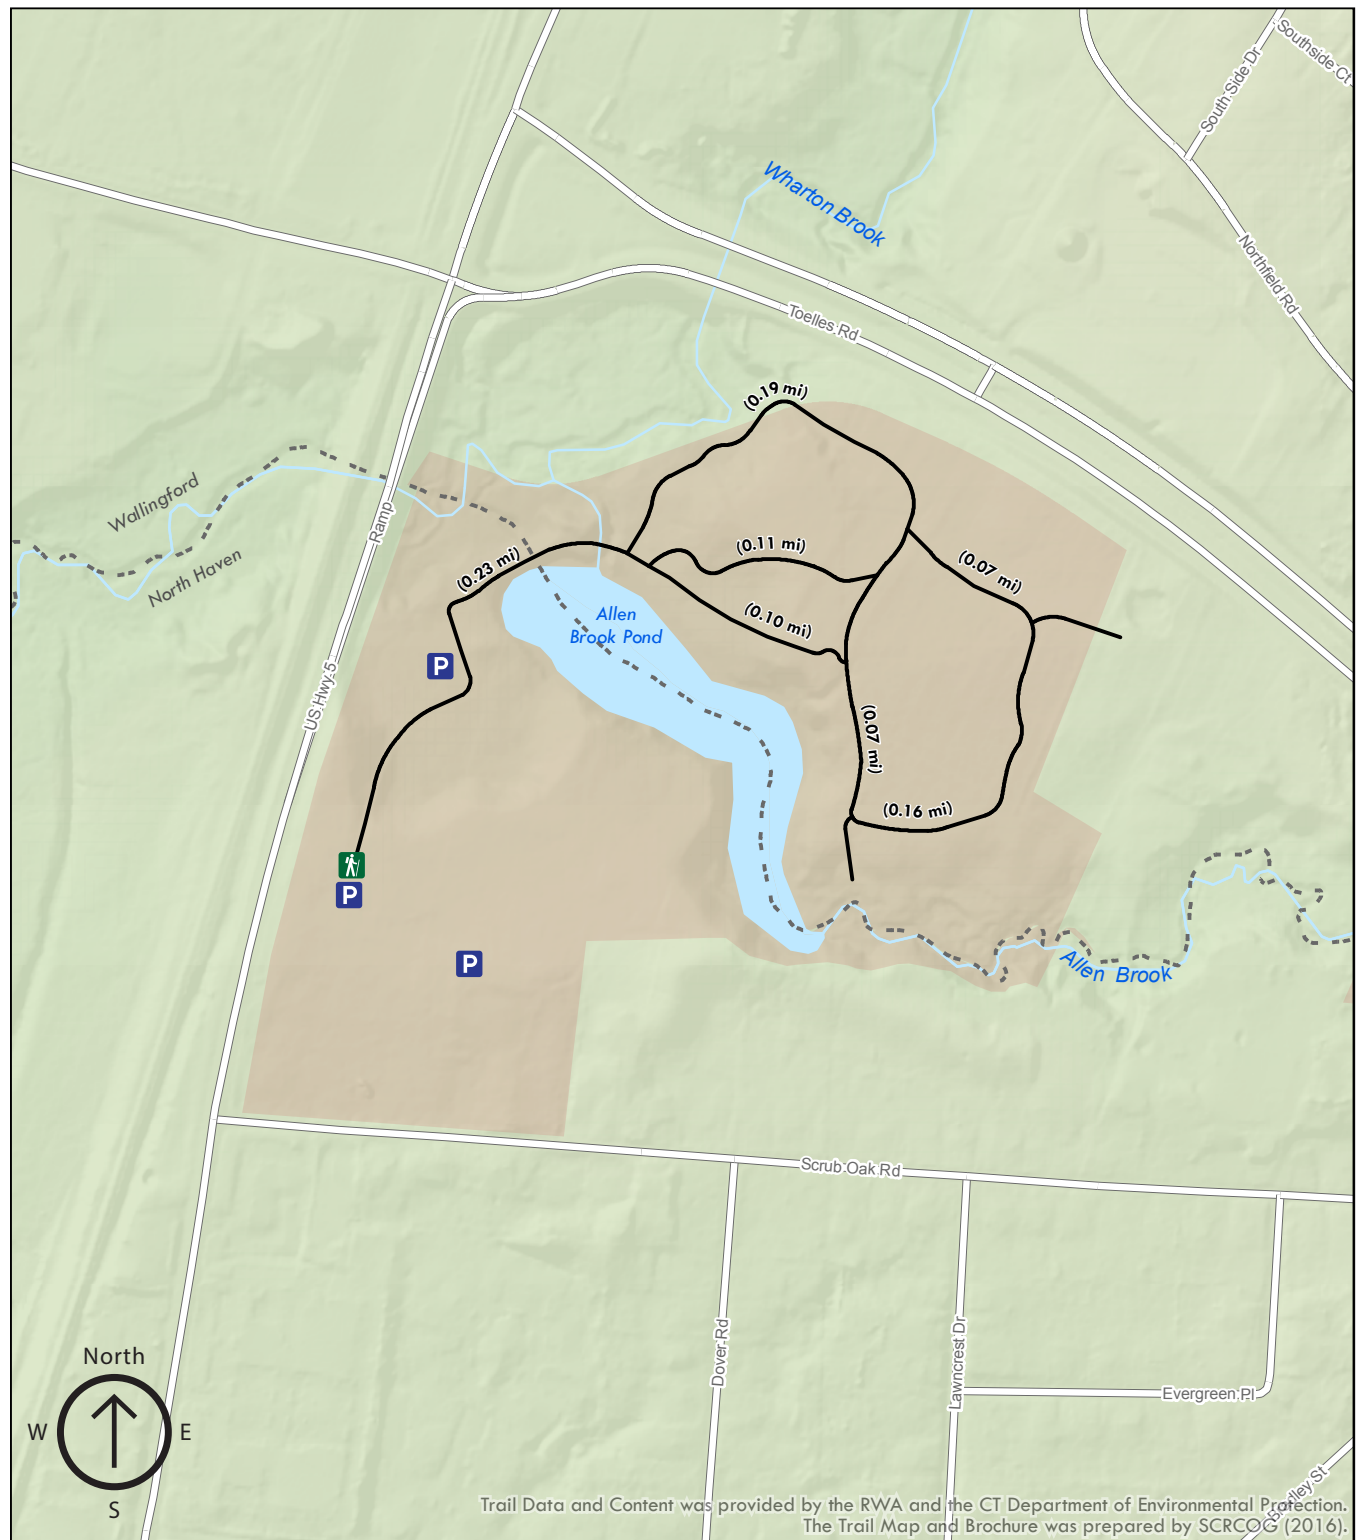 Southside Ct
South Side Dr
Wharton Brook
Northfield Rd
Toelles Rd
(0.19 mi)
Wallingford
Ramp
North Haven
(0.11 mi)
(0.23 mi)
(0.07 mi)
Allen
Brook Pond
(0.10 mi)
P
US Hwy 5
(0.07 mi)
(0.16 mi)
P
P
Allen Brook
Scrub Oak Rd
Dover Rd
Lawncrest Dr
North
Evergreen Pl
W
E
S
Trail Data and Content was provided by the RWA and the CT Department of Environmental Protection.
The Trail Map and Brochure was prepared by SCRCOG (2016).